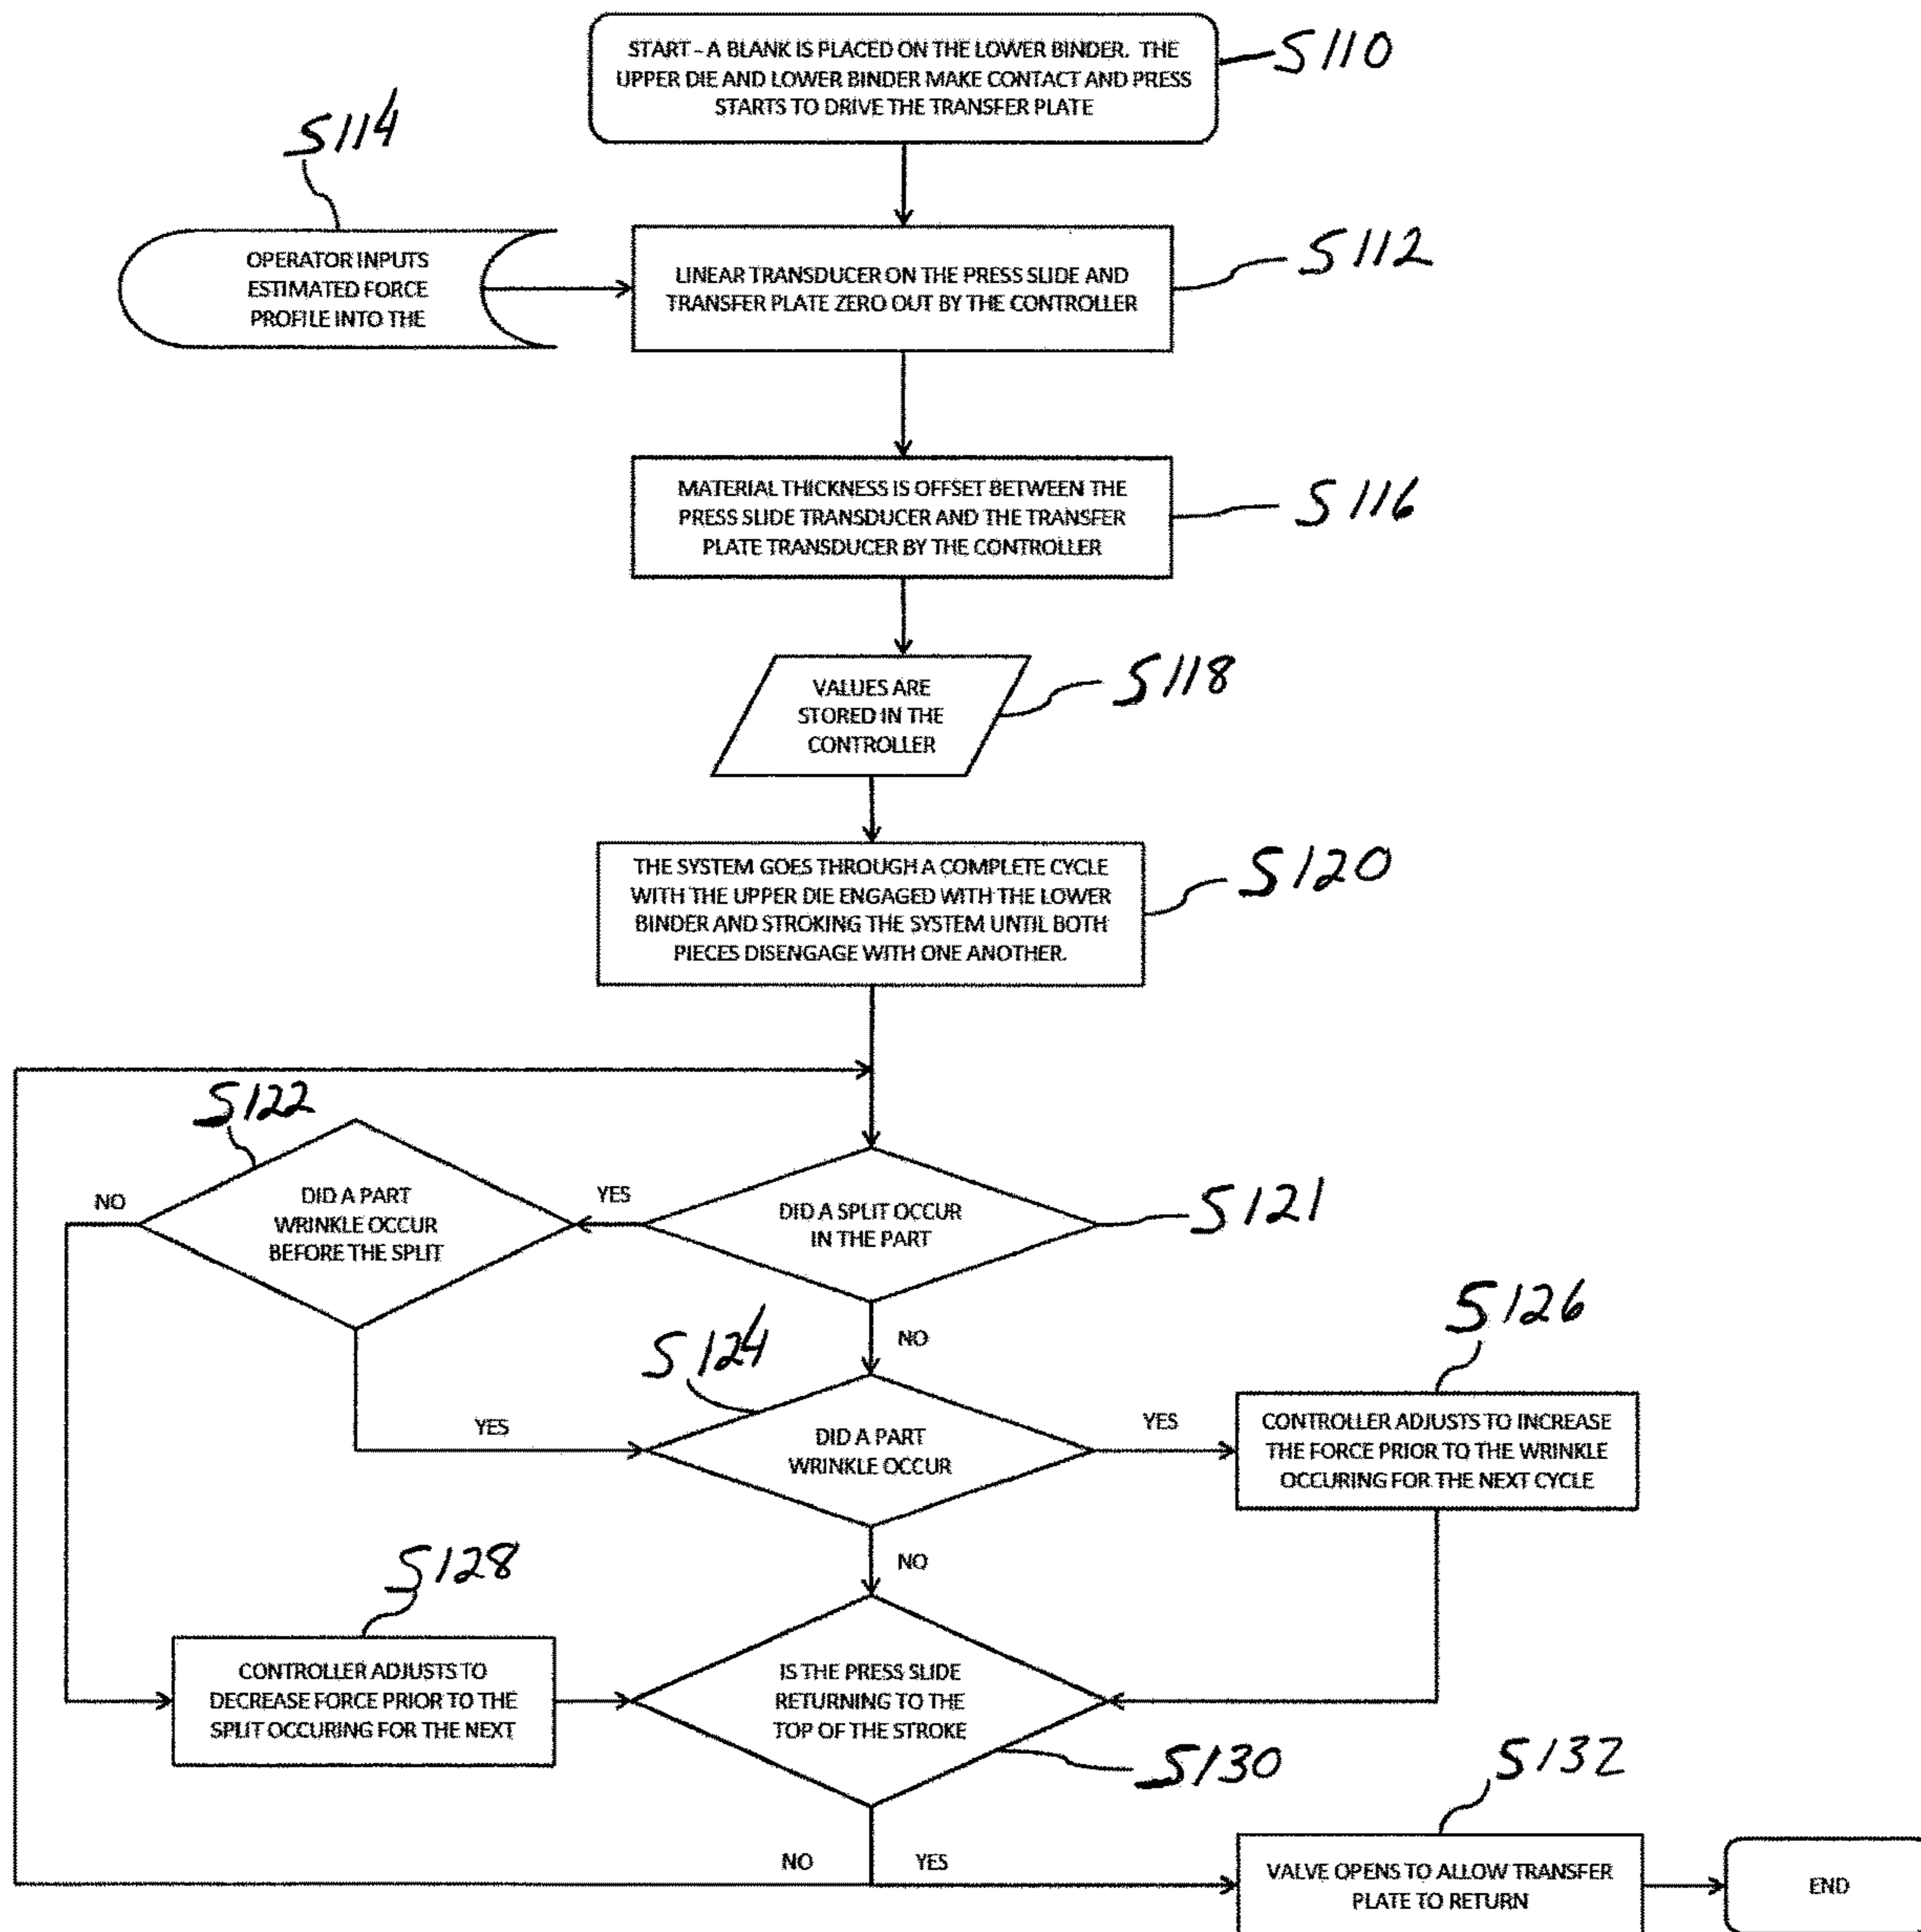 START - A BLANK IS PLACED ON THE LOWER BINDER. THE
UPPER DIE AND LOWER BINDER MAKE CONTACT AND PRESS
STARTS TO DRIVE THE TRANSFER PLATE
S110
S114
OPERATOR INPUTS
ESTIMATED FORCE
PROFILE INTO THE
LINEAR TRANSDUCER ON THE PRESS SLIDE AND
TRANSFER PLATE ZERO OUT BY THE CONTROLLER
S112
MATERIAL THICKNESS IS OFFSET BETWEEN THE
PRESS SLIDE TRANSDUCER AND THE TRANSFER
PLATE TRANSDUCER BY THE CONTROLLER
S116
VALUES ARE
STORED IN THE
CONTROLLER
S118
THE SYSTEM GOES THROUGH A COMPLETE CYCLE
WITH THE UPPER DIE ENGAGED WITH THE LOWER
BINDER AND STROKING THE SYSTEM UNTIL BOTH
PIECES DISENGAGE WITH ONE ANOTHER.
S120
S122
NO
DID A PART
WRINKLE OCCUR
BEFORE THE SPLIT
YES
DID A SPLIT OCCUR
IN THE PART
S121
NO
S124
S126
YES
DID A PART
WRINKLE OCCUR
YES
CONTROLLER ADJUSTS TO INCREASE
THE FORCE PRIOR TO THE WRINKLE
OCCURING FOR THE NEXT CYCLE
NO
S128
CONTROLLER ADJUSTS TO
DECREASE FORCE PRIOR TO THE
SPLIT OCCURING FOR THE NEXT
IS THE PRESS SLIDE
RETURNING TO THE
TOP OF THE STROKE
S130
S132
NO
YES
VALVE OPENS TO ALLOW TRANSFER
PLATE TO RETURN
END